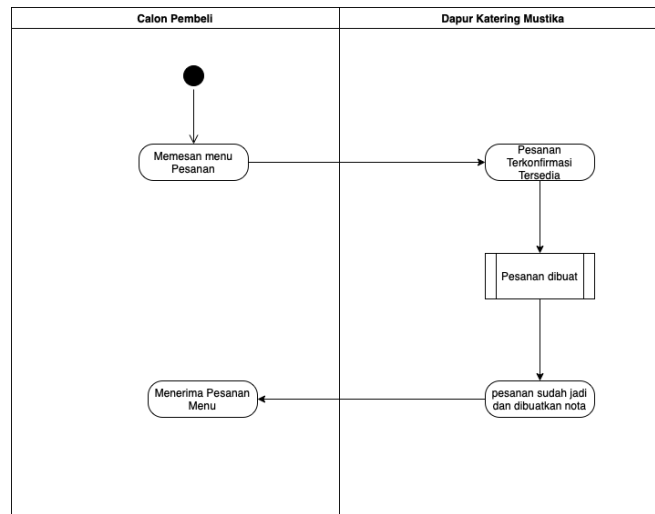 Calon Pembeli
Dapur Katering Mustika
Memesan menu
Pesanan
Pesanan
Terkonfirmasi
Tersedia
Pesanan dibuat
Menerima Pesanan
Menu
pesanan sudah jadi
dan dibuatkan nota